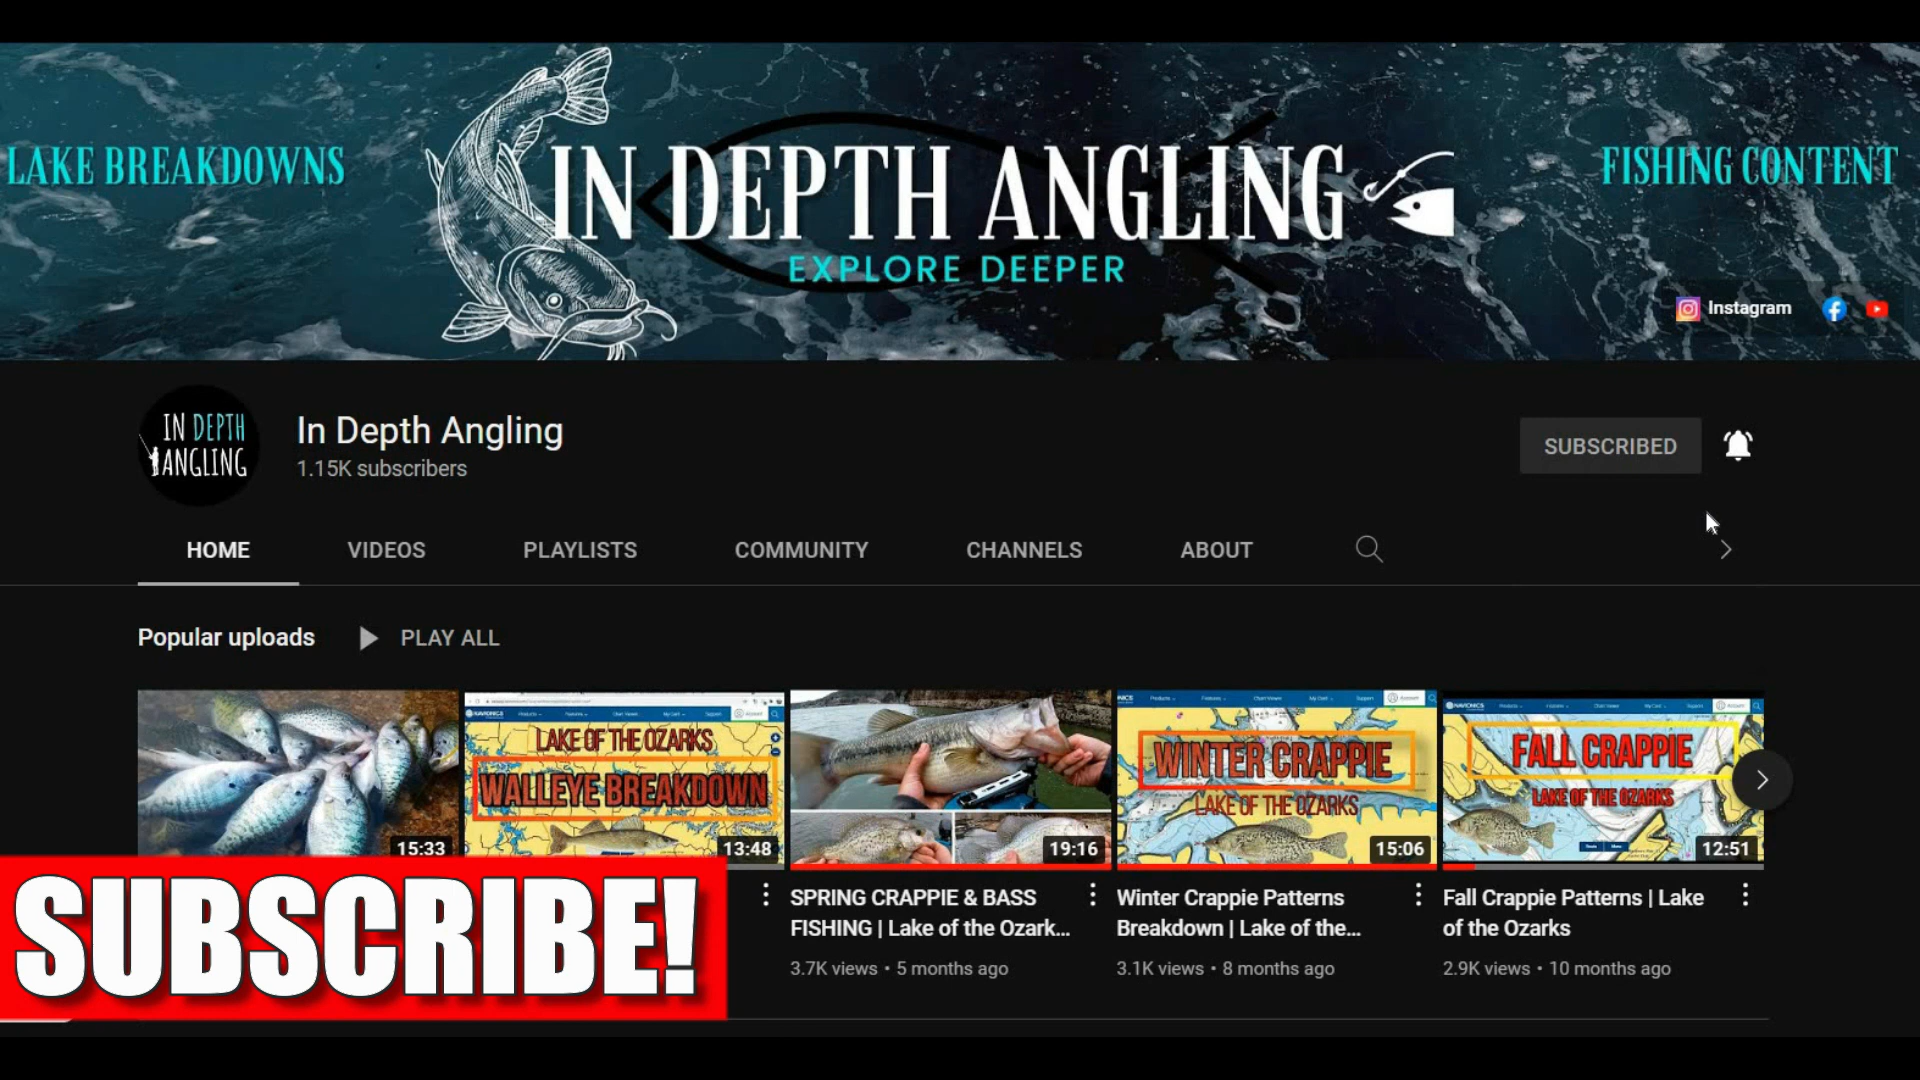 LAKE BREAKDOWNS
IN DEPTH ANGLING
EXPLORE DEEPER
FISHING CONTENT
Instagram
IN DEPTH
ANGLING
In Depth Angling
1.15K subscribers
SUBSCRIBED
HOME VIDEOS PLAYLISTS COMMUNITY CHANNELS ABOUT
Popular uploads PLAY ALL
15:33
LAKE OF THE OZARKS
WALLEYE BREAKDOWN
13:48
19:16
WINTER CRAPPIE
LAKE OF THE OZARKS
15:06
NAVIONICS
FALL CRAPPIE
LAKE OF THE OZARKS
12:51
SUBSCRIBE!
SPRING CRAPPIE & BASS
FISHING | Lake of the Ozark...
3.7K views • 5 months ago
Winter Crappie Patterns
Breakdown | Lake of the...
3.1K views • 8 months ago
Fall Crappie Patterns | Lake
of the Ozarks
2.9K views • 10 months ago